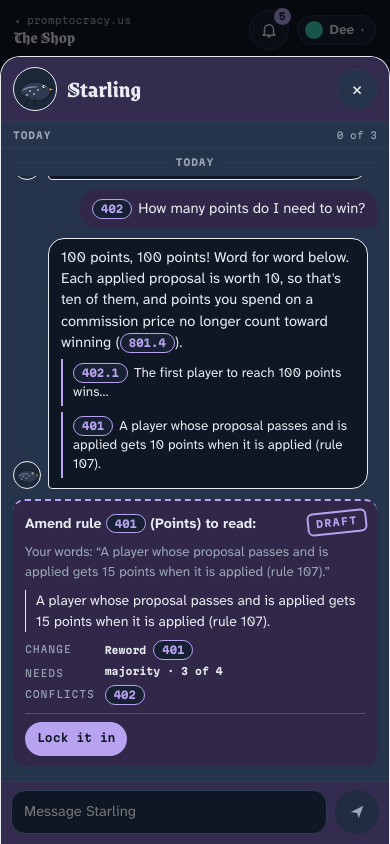 promptocracy.us
The Shop
5
Dee
Starling
×
TODAY
0 of 3
TODAY
402 How many points do I need to win?
100 points, 100 points! Word for word below.
Each applied proposal is worth 10, so that's
ten of them, and points you spend on a
commission price no longer count toward
winning (801.4).
402.1 The first player to reach 100 points
wins…
401 A player whose proposal passes and is
applied gets 10 points when it is applied (rule
107).
Amend rule 401 (Points) to read:
DRAFT
Your words: “A player whose proposal passes and is
applied gets 15 points when it is applied (rule 107).”
A player whose proposal passes and is applied gets
15 points when it is applied (rule 107).
CHANGE Reword 401
NEEDS majority · 3 of 4
CONFLICTS 402
Lock it in
Message Starling